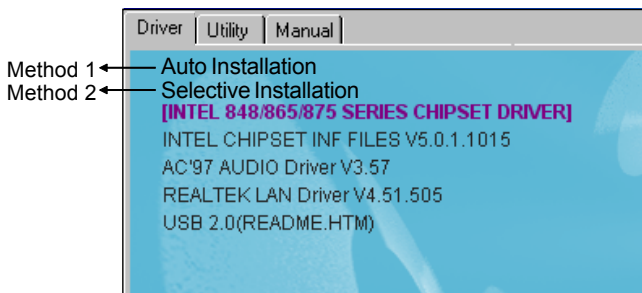 Driver Utility Manual
Method 1 Auto Installation
Method 2 Selective Installation
[INTEL 848/865/875 SERIES CHIPSET DRIVER]
INTEL CHIPSET INF FILES V5.0.1.1015
AC'97 AUDIO Driver V3.57
REALTEK LAN Driver V4.51.505
USB 2.0(README.HTM)